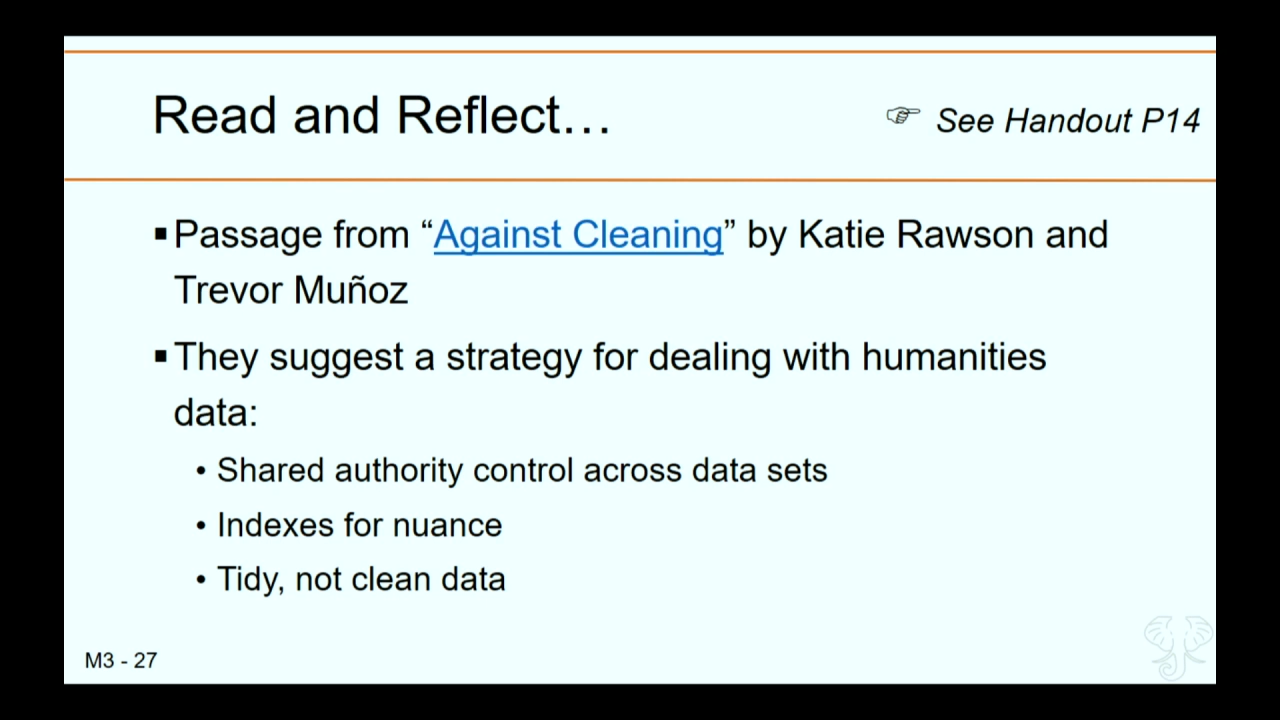 Read and Reflect…
☞ See Handout P14
▪ Passage from “Against Cleaning” by Katie Rawson and
Trevor Muñoz
▪ They suggest a strategy for dealing with humanities
data:
• Shared authority control across data sets
• Indexes for nuance
• Tidy, not clean data
M3 - 27